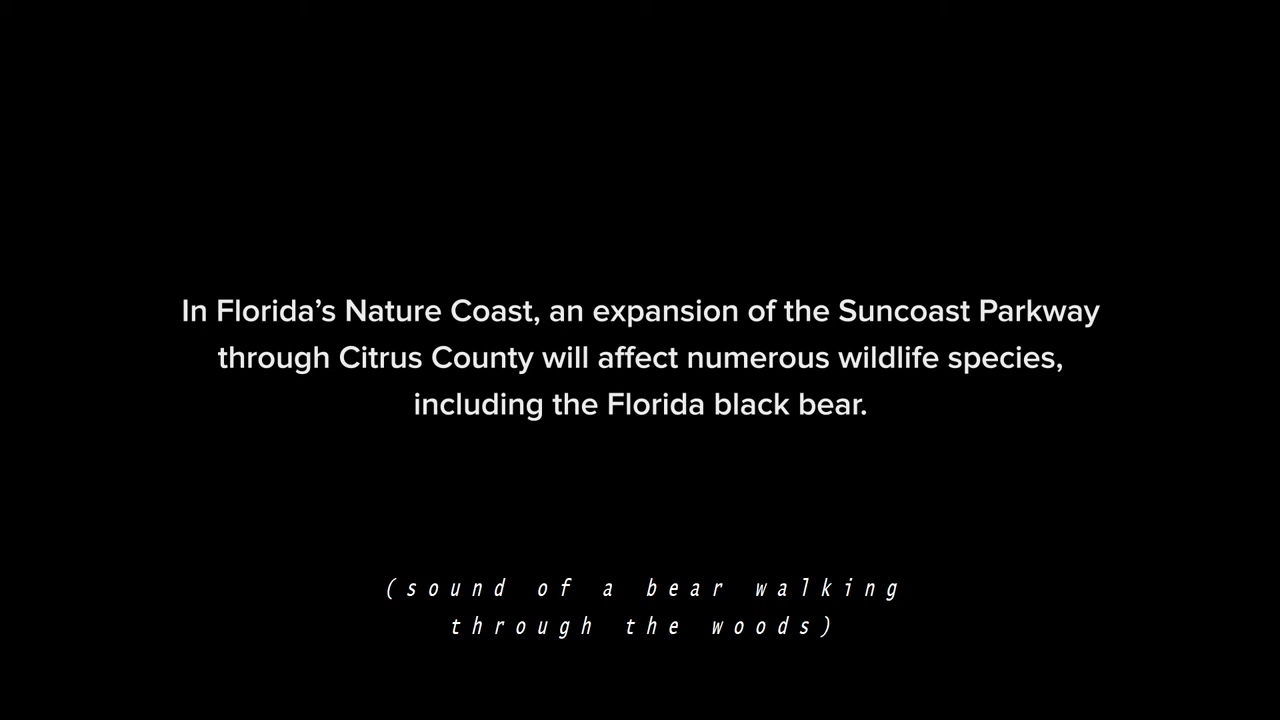 In Florida’s Nature Coast, an expansion of the Suncoast Parkway
through Citrus County will affect numerous wildlife species,
including the Florida black bear.
(sound of a bear walking
through the woods)